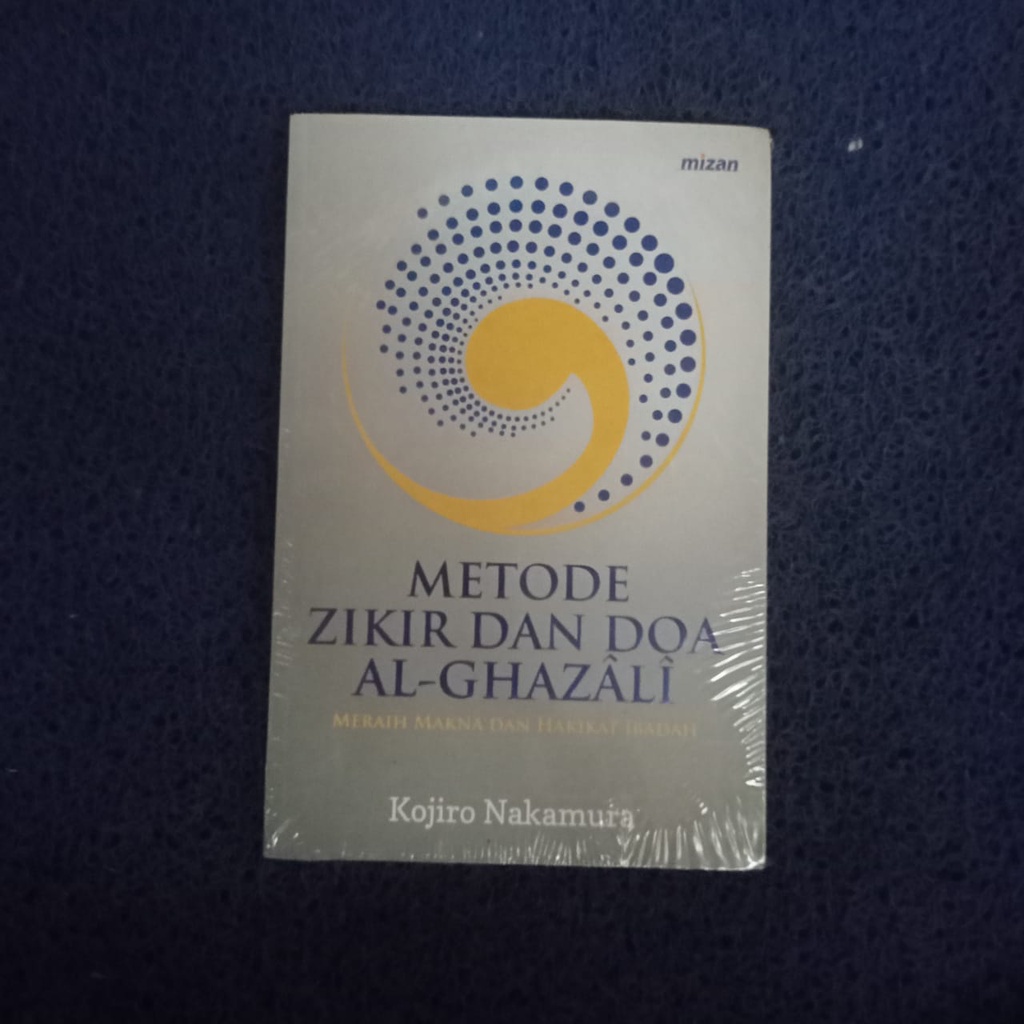 mizan
METODE
ZIKIR DAN DOA
AL-GHAZÂLÎ
MERAIH MAKNA DAN HAKIKAT IBADAH
Kojiro Nakamura